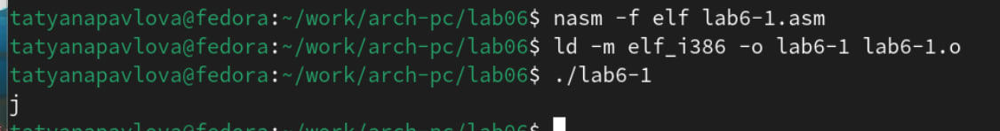 tatyanapavlova@fedora:~/work/arch-pc/lab06$ nasm -f elf lab6-1.asm
tatyanapavlova@fedora:~/work/arch-pc/lab06$ ld -m elf_i386 -o lab6-1 lab6-1.o
tatyanapavlova@fedora:~/work/arch-pc/lab06$ ./lab6-1
j
tatyanapavlova@fedora:~/work/arch-pc/lab06$